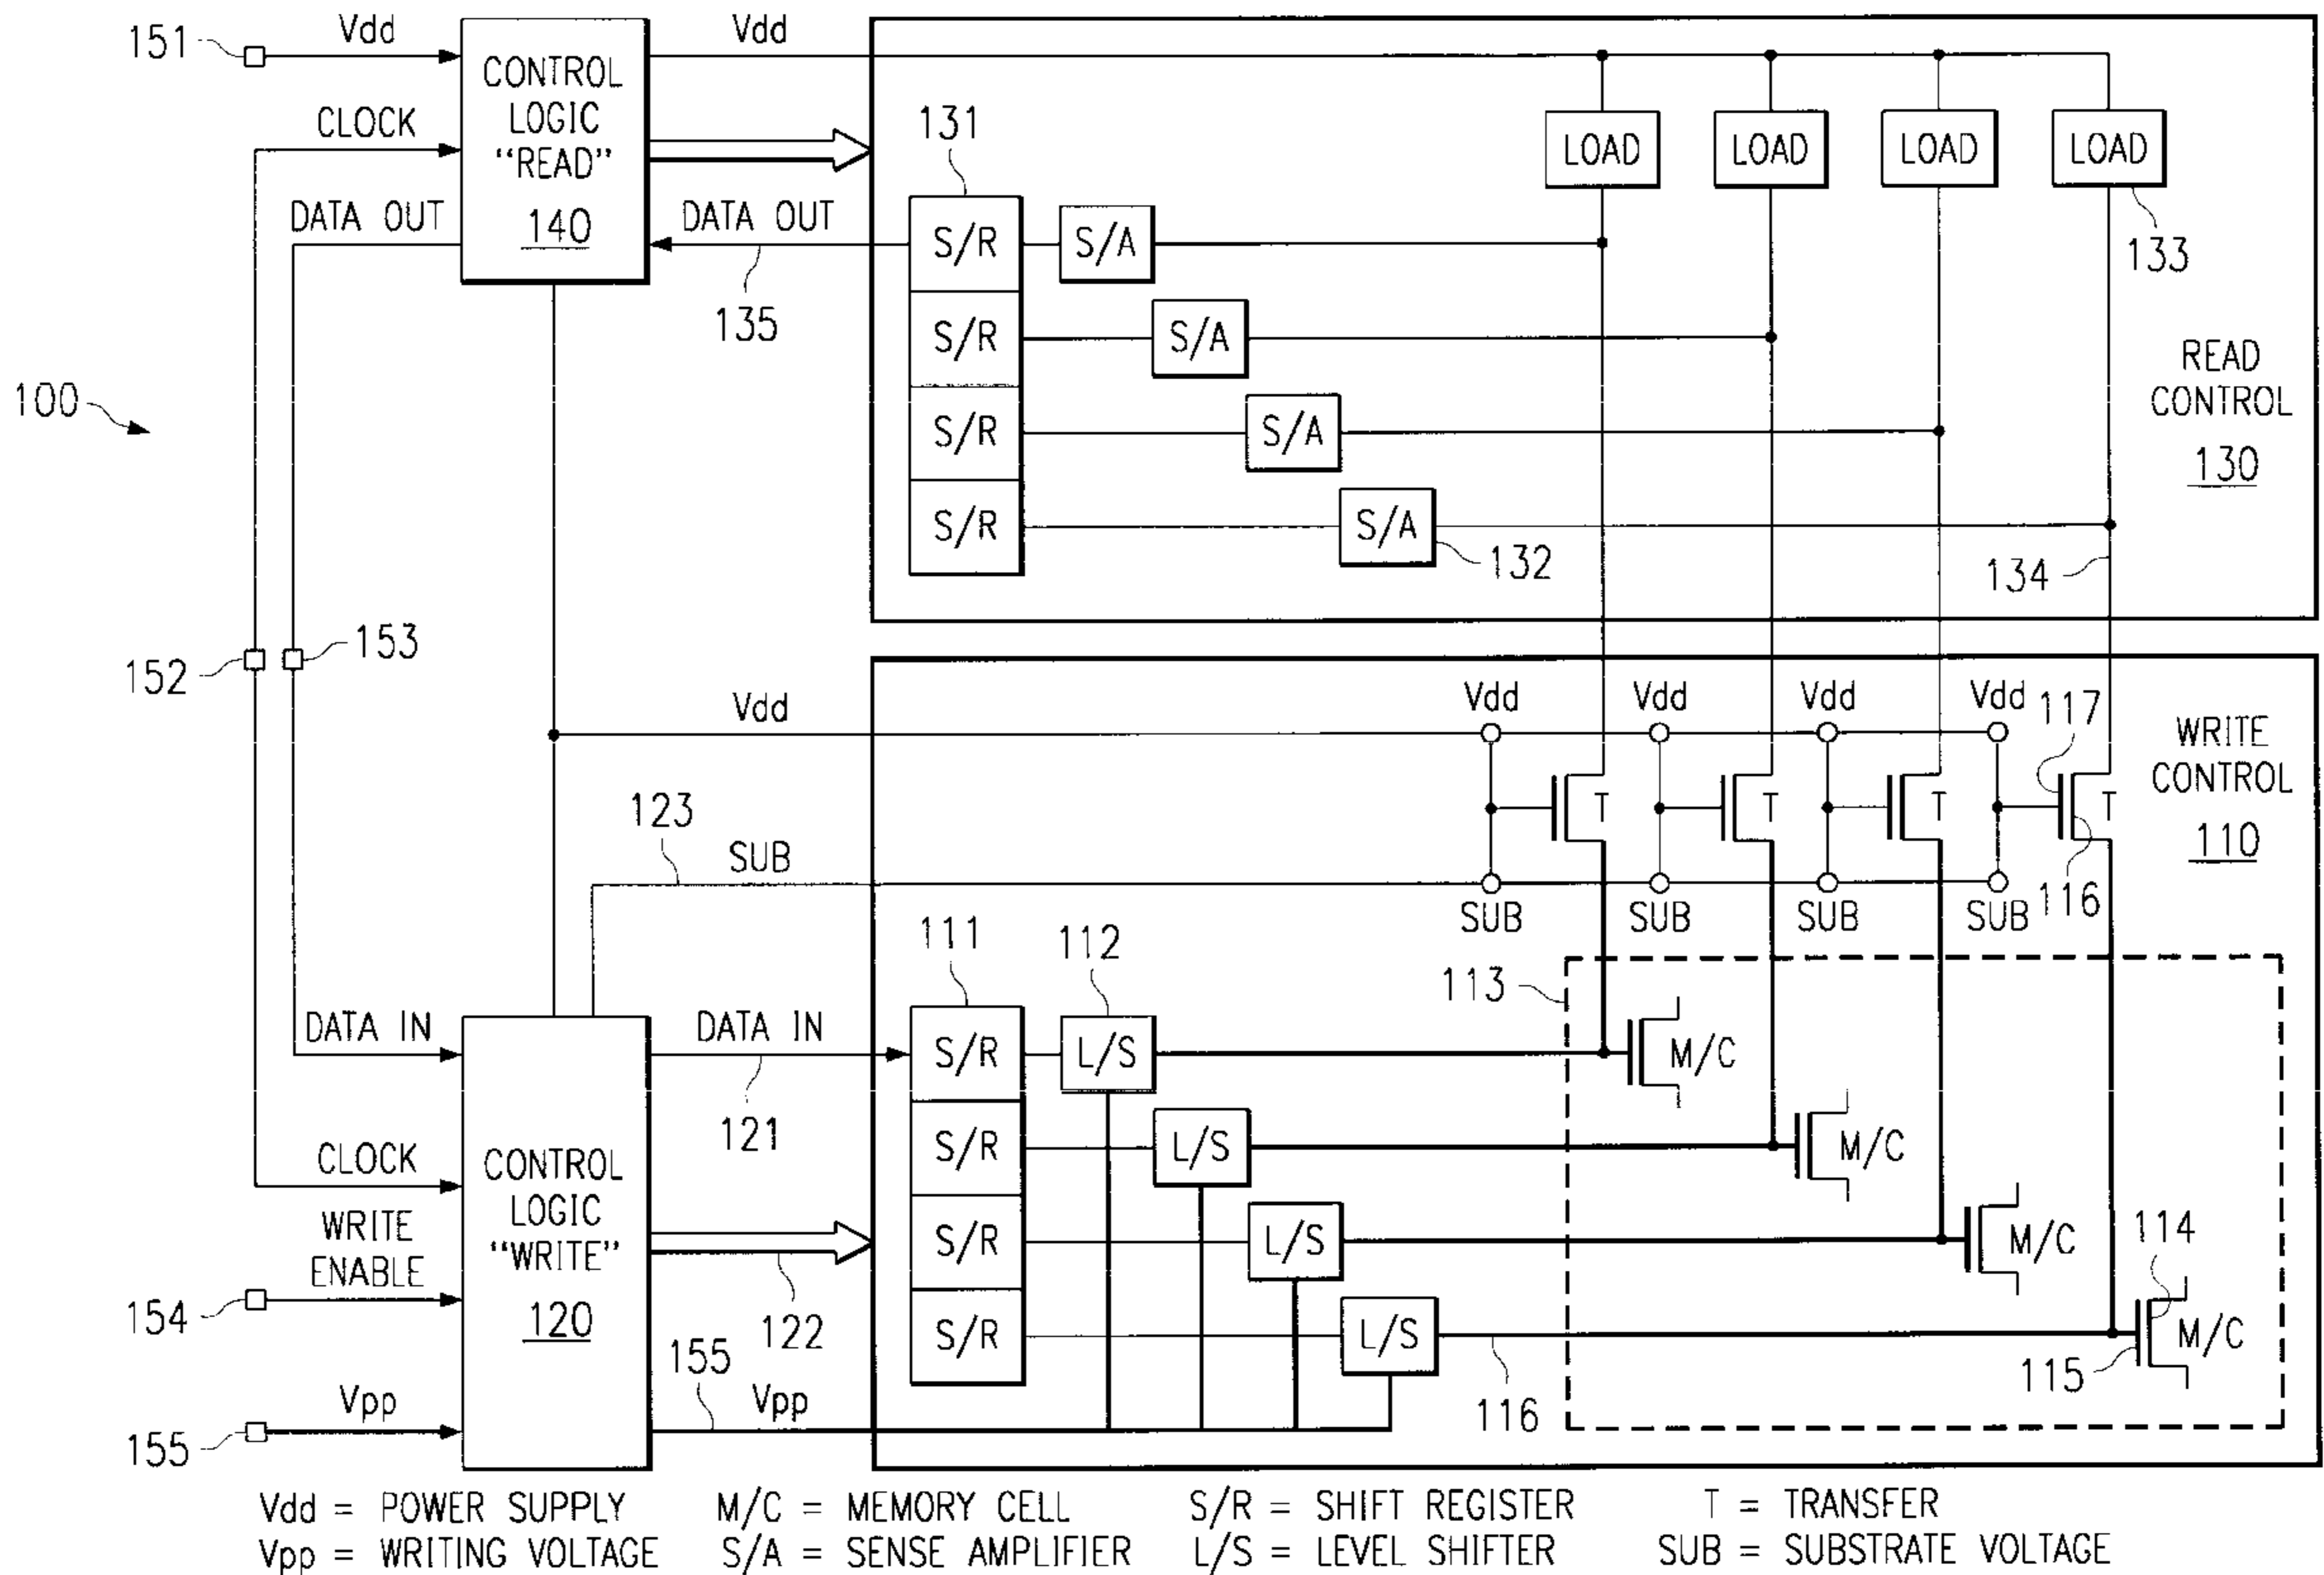 151
Vdd
Vdd
CONTROL
LOGIC
“READ”
140
CLOCK
DATA OUT
DATA OUT
135
131
S/R
S/R
S/R
S/R
S/A
S/A
S/A
S/A
132
LOAD
LOAD
LOAD
LOAD
133
134
READ
CONTROL
130
100
152
153
Vdd
Vdd
Vdd
Vdd
Vdd
117
WRITE
CONTROL
110
T
T
T
T
116
123
SUB
SUB
SUB
SUB
SUB
111
112
113
DATA IN
DATA IN
121
CLOCK
WRITE
ENABLE
154
CONTROL
LOGIC
“WRITE”
120
122
S/R
S/R
S/R
S/R
L/S
L/S
L/S
L/S
M/C
M/C
M/C
M/C
114
115
116
155
Vpp
155
Vpp
Vdd = POWER SUPPLY M/C = MEMORY CELL S/R = SHIFT REGISTER T = TRANSFER
Vpp = WRITING VOLTAGE S/A = SENSE AMPLIFIER L/S = LEVEL SHIFTER SUB = SUBSTRATE VOLTAGE